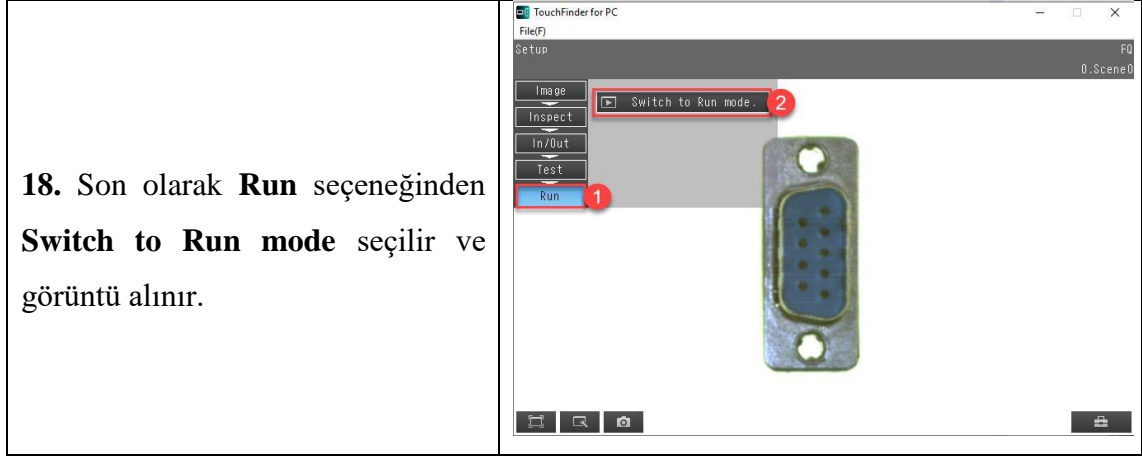 18. Son olarak Run seçeneğinden
Switch to Run mode seçilir ve
görüntü alınır.
TouchFinder for PC
File(F)
Setup
FQ
0.Scene0
Image
Switch to Run mode. 2
Inspect
In/Out
Test
Run 1